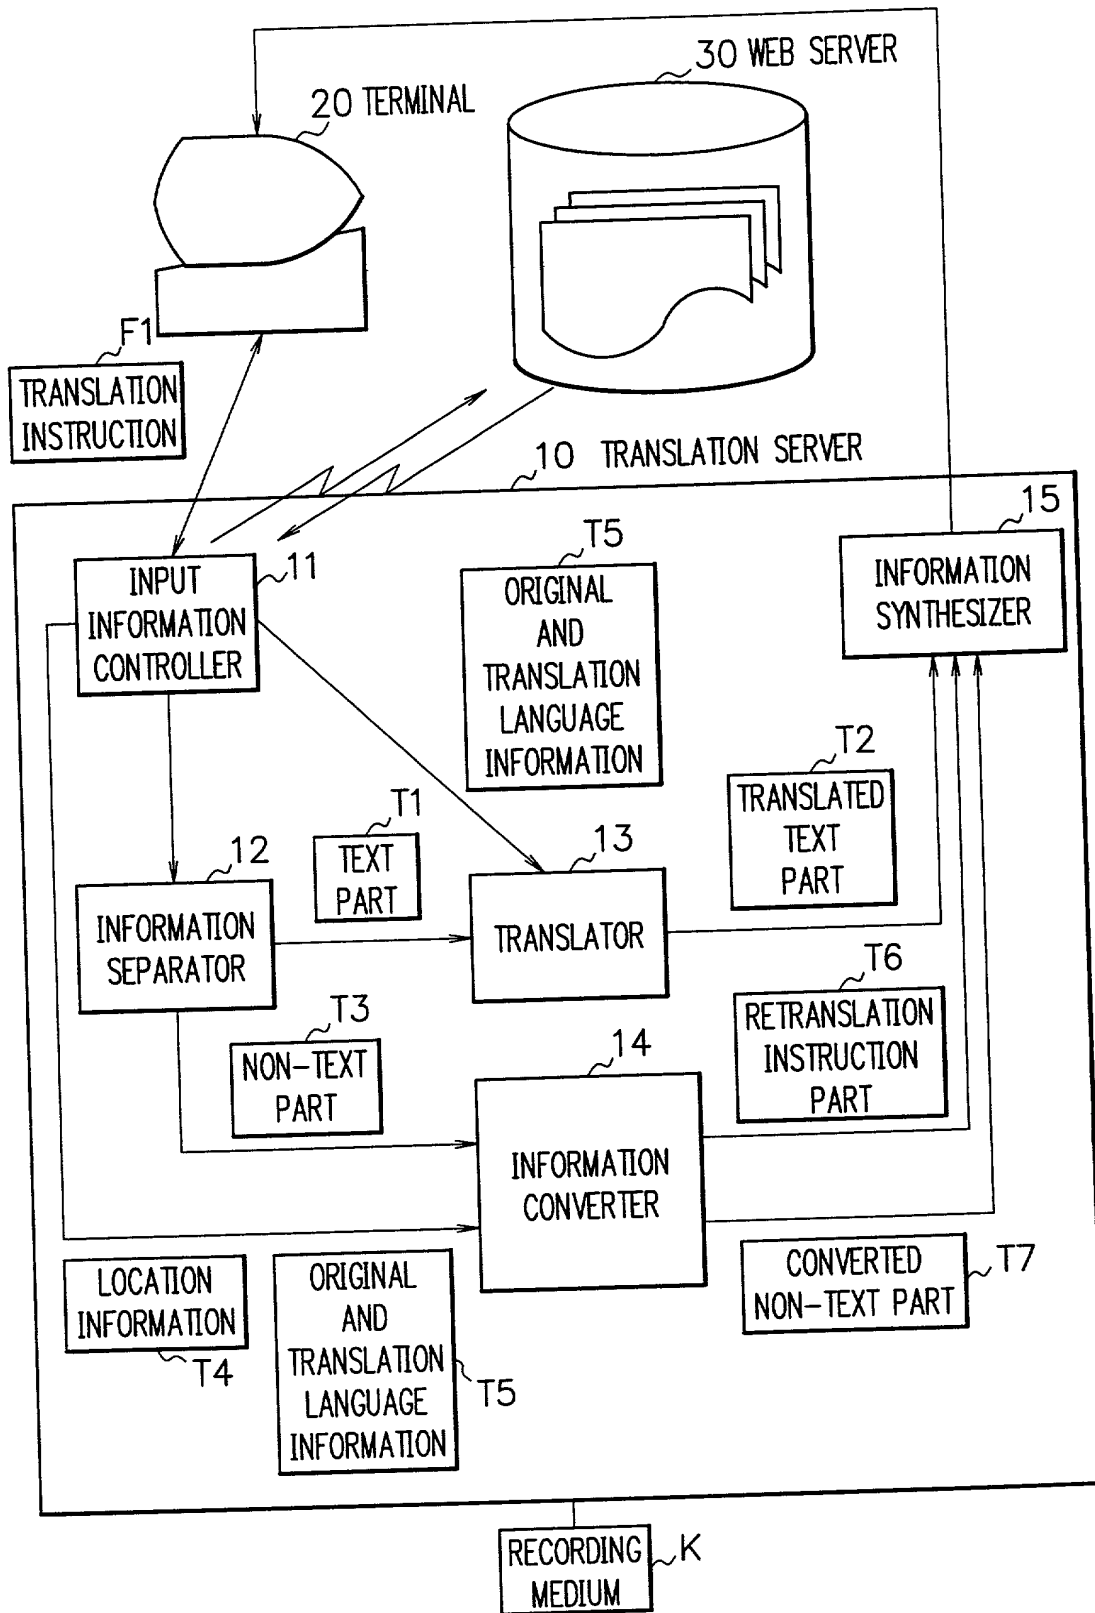 30 WEB SERVER
20 TERMINAL
F1
TRANSLATION
INSTRUCTION
10 TRANSLATION SERVER
15
INFORMATION
SYNTHESIZER
INPUT
INFORMATION
CONTROLLER
11
T5
ORIGINAL
AND
TRANSLATION
LANGUAGE
INFORMATION
T2
TRANSLATED
TEXT
PART
T1
TEXT
PART
12
INFORMATION
SEPARATOR
13
TRANSLATOR
T6
RETRANSLATION
INSTRUCTION
PART
T3
NON-TEXT
PART
14
INFORMATION
CONVERTER
CONVERTED
NON-TEXT PART
T7
LOCATION
INFORMATION
T4
ORIGINAL
AND
TRANSLATION
LANGUAGE
INFORMATION
T5
RECORDING
MEDIUM
K